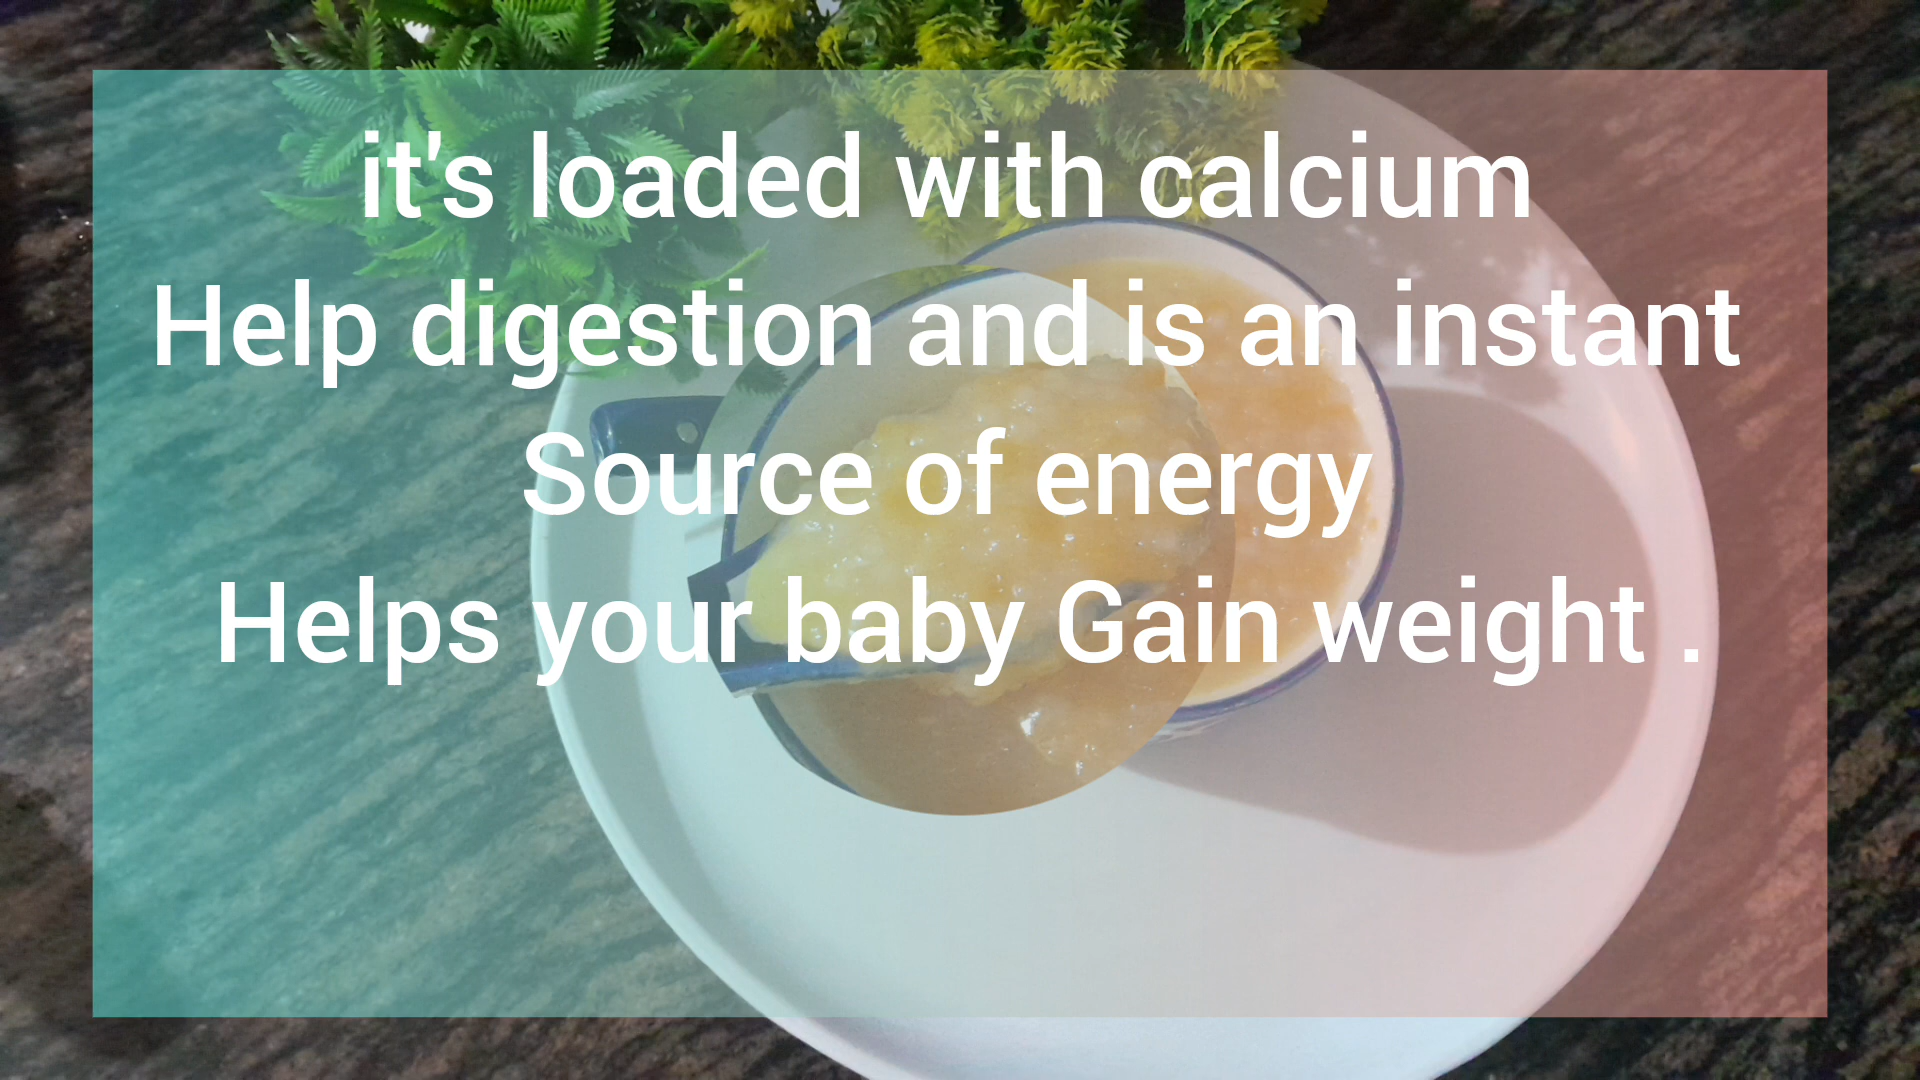 it's loaded with calcium
Help digestion and is an instant
Source of energy
Helps your baby Gain weight .